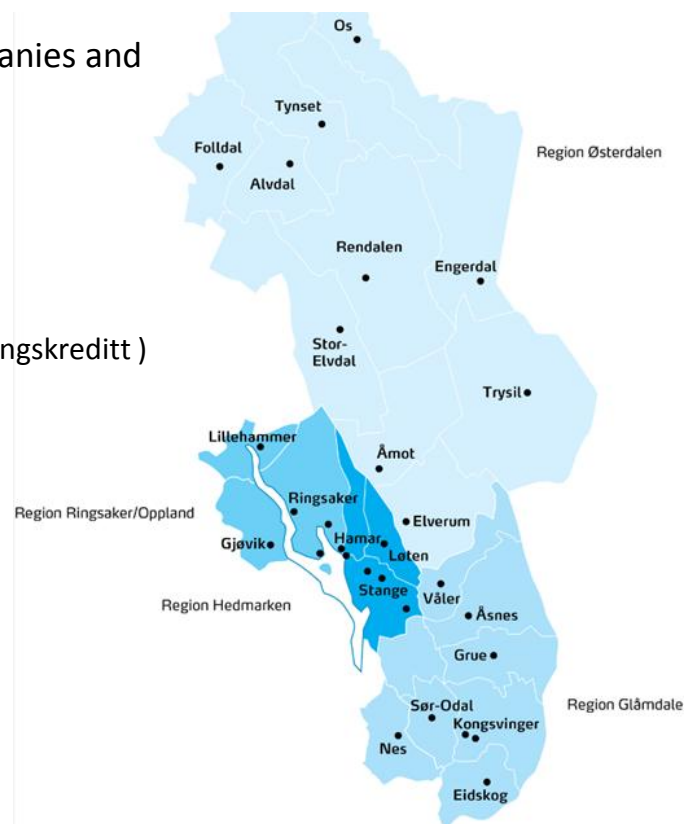 anies and
ngskreditt )
Os
Tynset
Folldal
Alvdal
Region Østerdalen
Rendalen
Engerdal
Stor-
Elvdal
Trysil
Lillehammer
Åmot
Ringsaker
Region Ringsaker/Oppland
Elverum
Gjøvik
Hamar
Løten
Region Hedmarken
Stange
Våler
Åsnes
Grue
Region Glåmdale
Sør-Odal
Kongsvinger
Nes
Eidskog